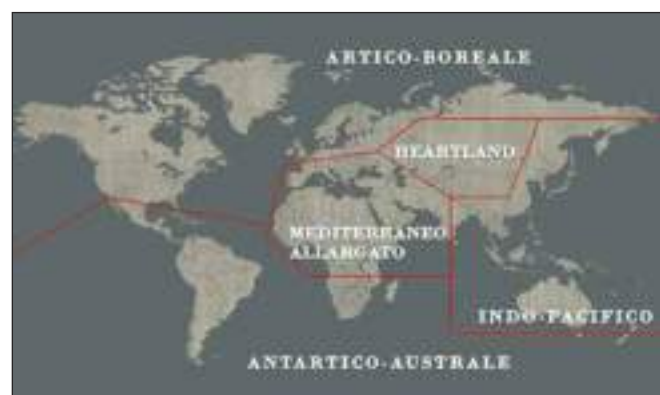 ARTICO-BOREALE
HEARTLAND
MEDITERRANEO
ALLARGATO
INDO-PACIFICO
ANTARTICO-AUSTRALE